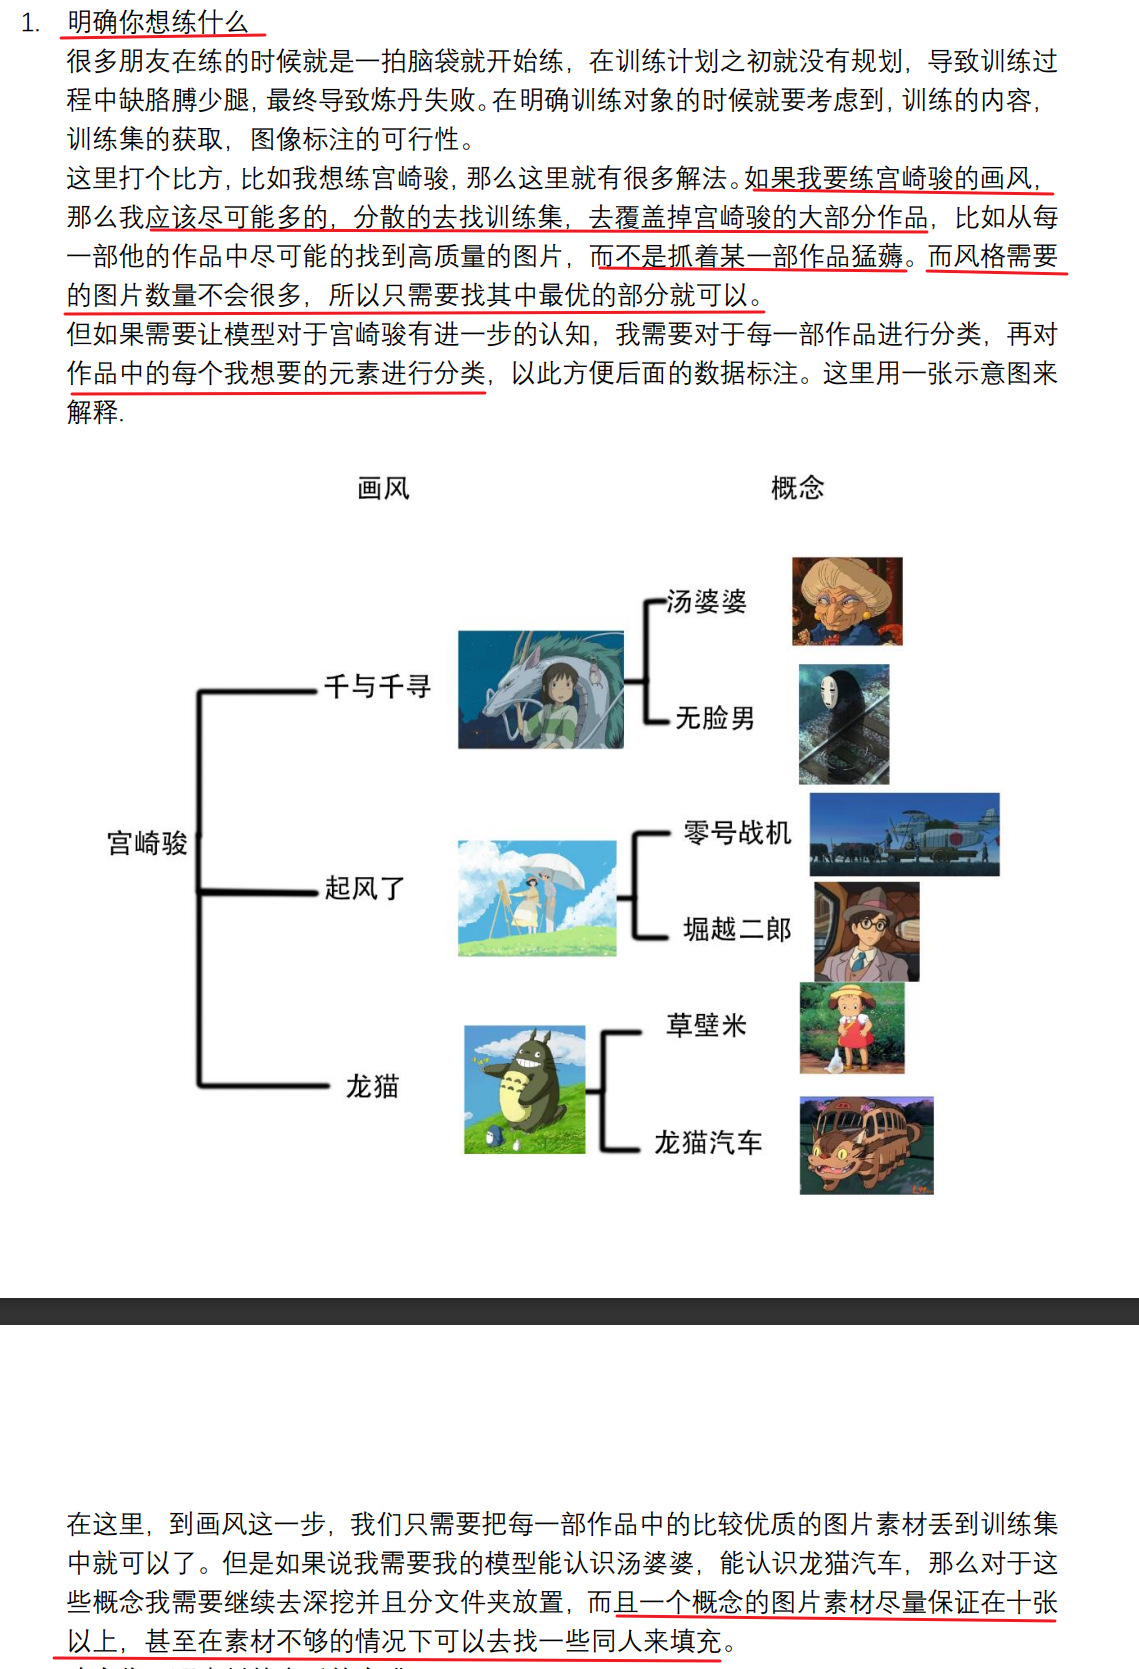 1. 明确你想练什么
很多朋友在练的时候就是一拍脑袋就开始练，在训练计划之初就没有规划，导致训练过
程中缺胳膊少腿，最终导致炼丹失败。在明确训练对象的时候就要考虑到，训练的内容，
训练集的获取，图像标注的可行性。
这里打个比方，比如我想练宫崎骏，那么这里就有很多解法。如果我要练宫崎骏的画风，
那么我应该尽可能多的，分散的去找训练集，去覆盖掉宫崎骏的大部分作品，比如从每
一部他的作品中尽可能的找到高质量的图片，而不是抓着某一部作品猛薅。而风格需要
的图片数量不会很多，所以只需要找其中最优的部分就可以。
但如果需要让模型对于宫崎骏有进一步的认知，我需要对于每一部作品进行分类，再对
作品中的每个我想要的元素进行分类，以此方便后面的数据标注。这里用一张示意图来
解释.
画风 概念
汤婆婆
千与千寻
无脸男
零号战机
宫崎骏
起风了
堀越二郎
草壁米
龙猫
龙猫汽车
在这里，到画风这一步，我们只需要把每一部作品中的比较优质的图片素材丢到训练集
中就可以了。但是如果说我需要我的模型能认识汤婆婆，能认识龙猫汽车，那么对于这
些概念我需要继续去深挖并且分文件夹放置，而且一个概念的图片素材尽量保证在十张
以上，甚至在素材不够的情况下可以去找一些同人来填充。